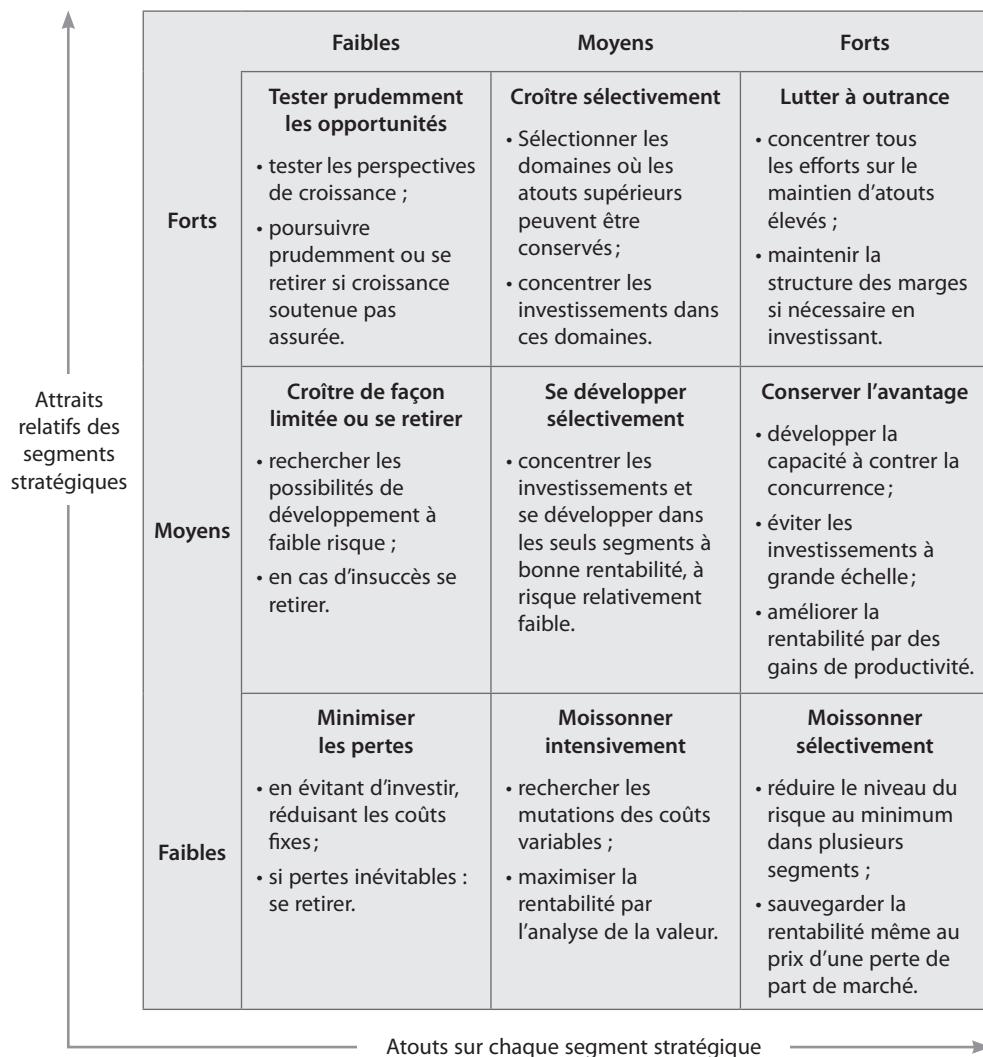 Faibles
Moyens
Forts
Attraits
relatifs des
segments
stratégiques
Forts
Tester prudemment
les opportunités
• tester les perspectives
de croissance ;
• poursuivre
prudemment ou se
retirer si croissance
soutenue pas
assurée.
Croître sélectivement
• Sélectionner les
domaines où les
atouts supérieurs
peuvent être
conservés ;
• concentrer les
investissements dans
ces domaines.
Lutter à outrance
• concentrer tous
les efforts sur le
maintien d'atouts
élevés ;
• maintenir la
structure des marges
si nécessaire en
investissant.
Moyens
Croître de façon
limitée ou se retirer
• rechercher les
possibilités de
développement à
faible risque ;
• en cas d'insuccès se
retirer.
Se développer
sélectivement
• concentrer les
investissements et
se développer dans
les seuls segments à
bonne rentabilité, à
risque relativement
faible.
Conserver l'avantage
• développer la
capacité à contrer la
concurrence ;
• éviter les
investissements à
grande échelle ;
• améliorer la
rentabilité par des
gains de productivité.
Faibles
Minimiser
les pertes
• en évitant d'investir,
réduisant les coûts
fixes ;
• si pertes inévitables :
se retirer.
Moissonner
intensivement
• rechercher les
mutations des coûts
variables ;
• maximiser la
rentabilité par
l'analyse de la valeur.
Moissonner
sélectivement
• réduire le niveau du
risque au minimum
dans plusieurs
segments ;
• sauvegarder la
rentabilité même au
prix d'une perte de
part de marché.
Atouts sur chaque segment stratégique